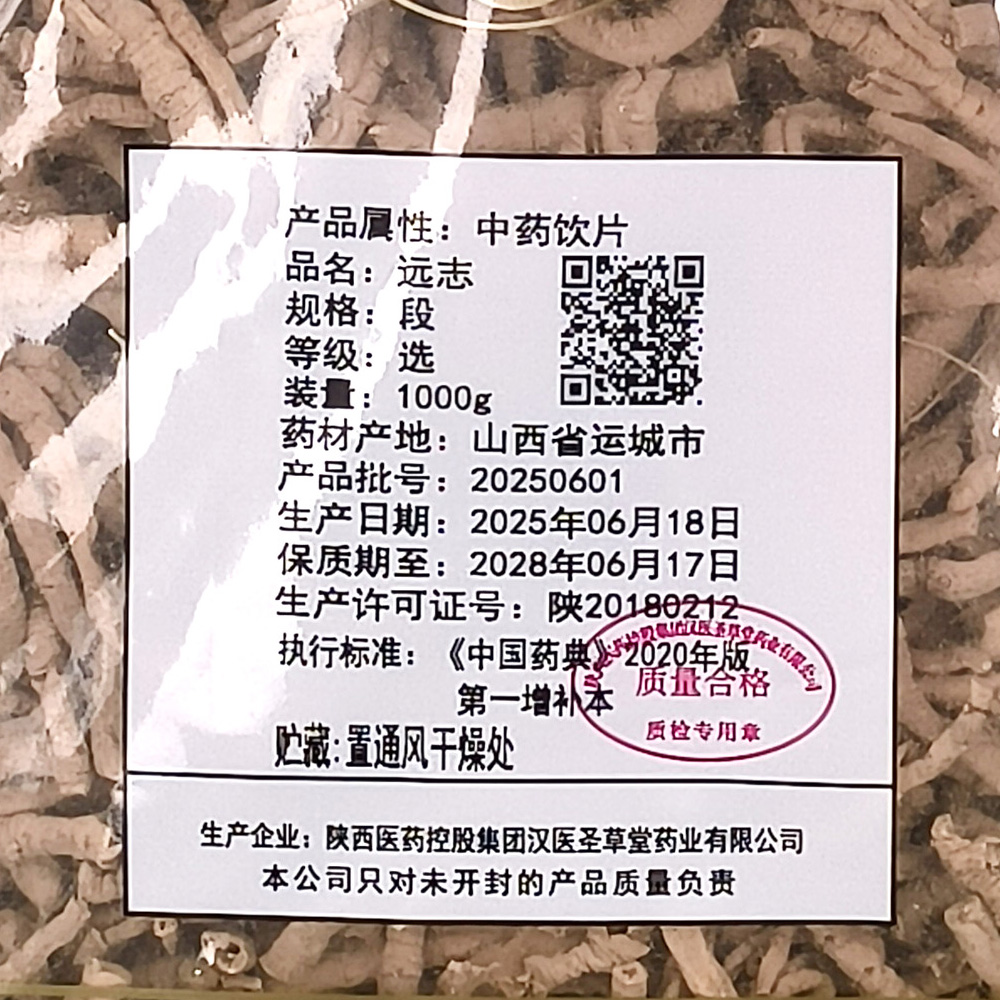 产品属性：中药饮片
品名：远志
规格：段
等级：选
装量：1000g
药材产地：山西省运城市
产品批号：20250601
生产日期：2025年06月18日
保质期至：2028年06月17日
生产许可证号：陕20180212
执行标准：《中国药典》2020年版
第一增补本
贮藏:置通风干燥处
质量合格
质检专用章
生产企业：陕西医药控股集团汉医圣草堂药业有限公司
本公司只对未开封的产品质量负责